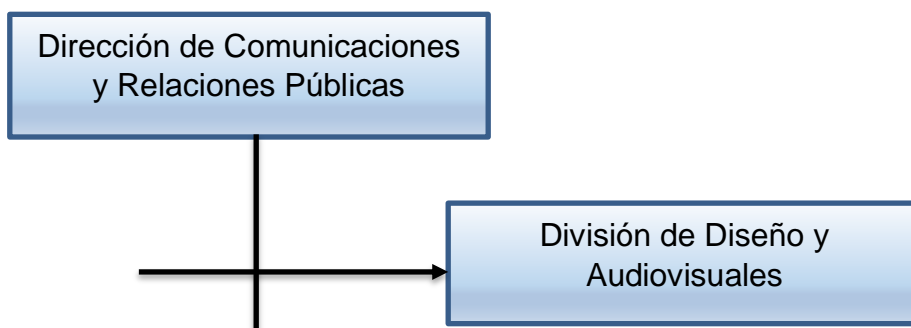 Dirección de Comunicaciones
y Relaciones Públicas
División de Diseño y
Audiovisuales